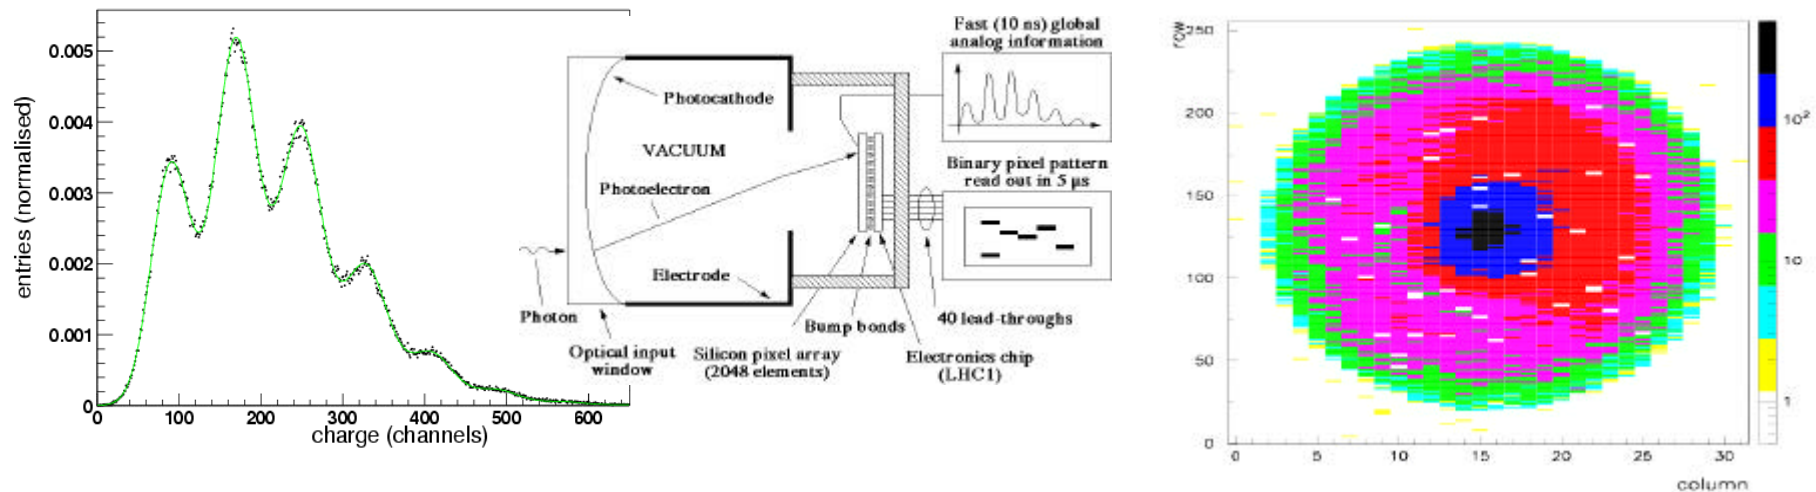 0.005
0.004
0.003
0.002
0.001
0
entries (normalised)
0
100
200
300
400
500
600
charge (channels)
Fast (10 ns) global
analog information
Photocathode
VACUUM
Photoelectron
Binary pixel pattern
read out in 5 µs
Electrode
Photon
Bump bonds
40 lead-throughs
Optical input
window
Silicon pixel array
(2048 elements)
Electronics chip
(LHC1)
row
250
200
150
100
50
0
0
5
10
15
20
25
30
column
10²
10
1